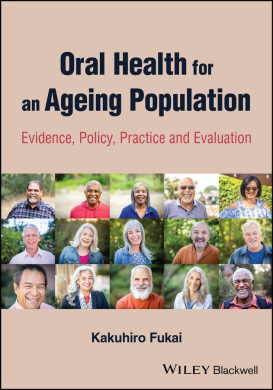 Oral Health for
an Ageing Population
Evidence, Policy, Practice and Evaluation
Kakuhiro Fukai
WILEY Blackwell